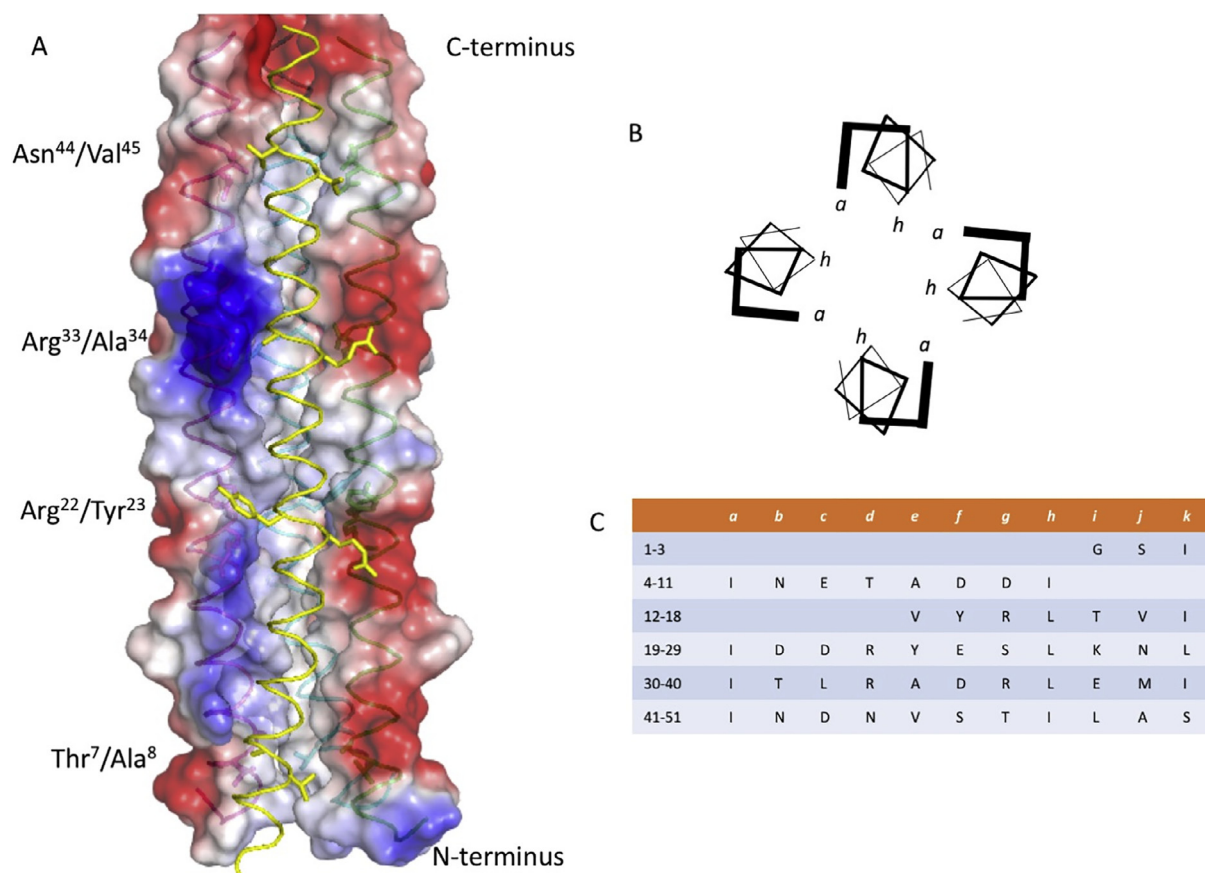 A
C-terminus
Asn44/Val45
Arg33/Ala34
Arg22/Tyr23
Thr7/Ala8
N-terminus
B
a
h
a
h
h
a
h
a
C
a b c d e f g h i j k
1-3 G S I
4-11 I N E T A D D I
12-18 V Y R L T V I
19-29 I D D R Y E S L K N L
30-40 I T L R A D R L E M I
41-51 I N D N V S T I L A S